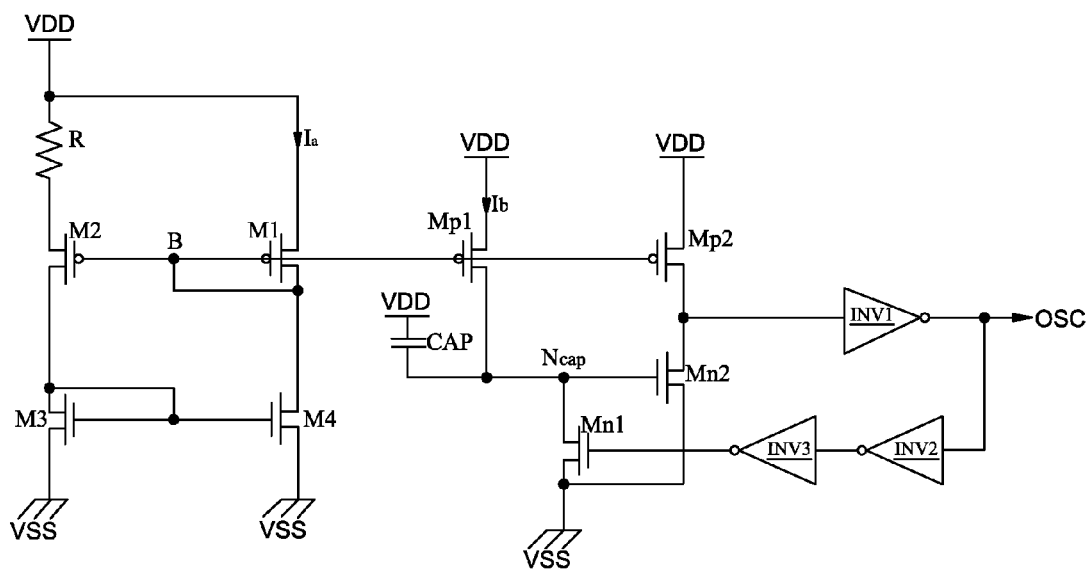 VDD
R
Ia
VDD
Ib
VDD
M2
B
M1
Mp1
Mp2
VDD
CAP
INV1
OSC
Ncap
Mn2
M3
M4
Mn1
INV3
INV2
VSS
VSS
VSS